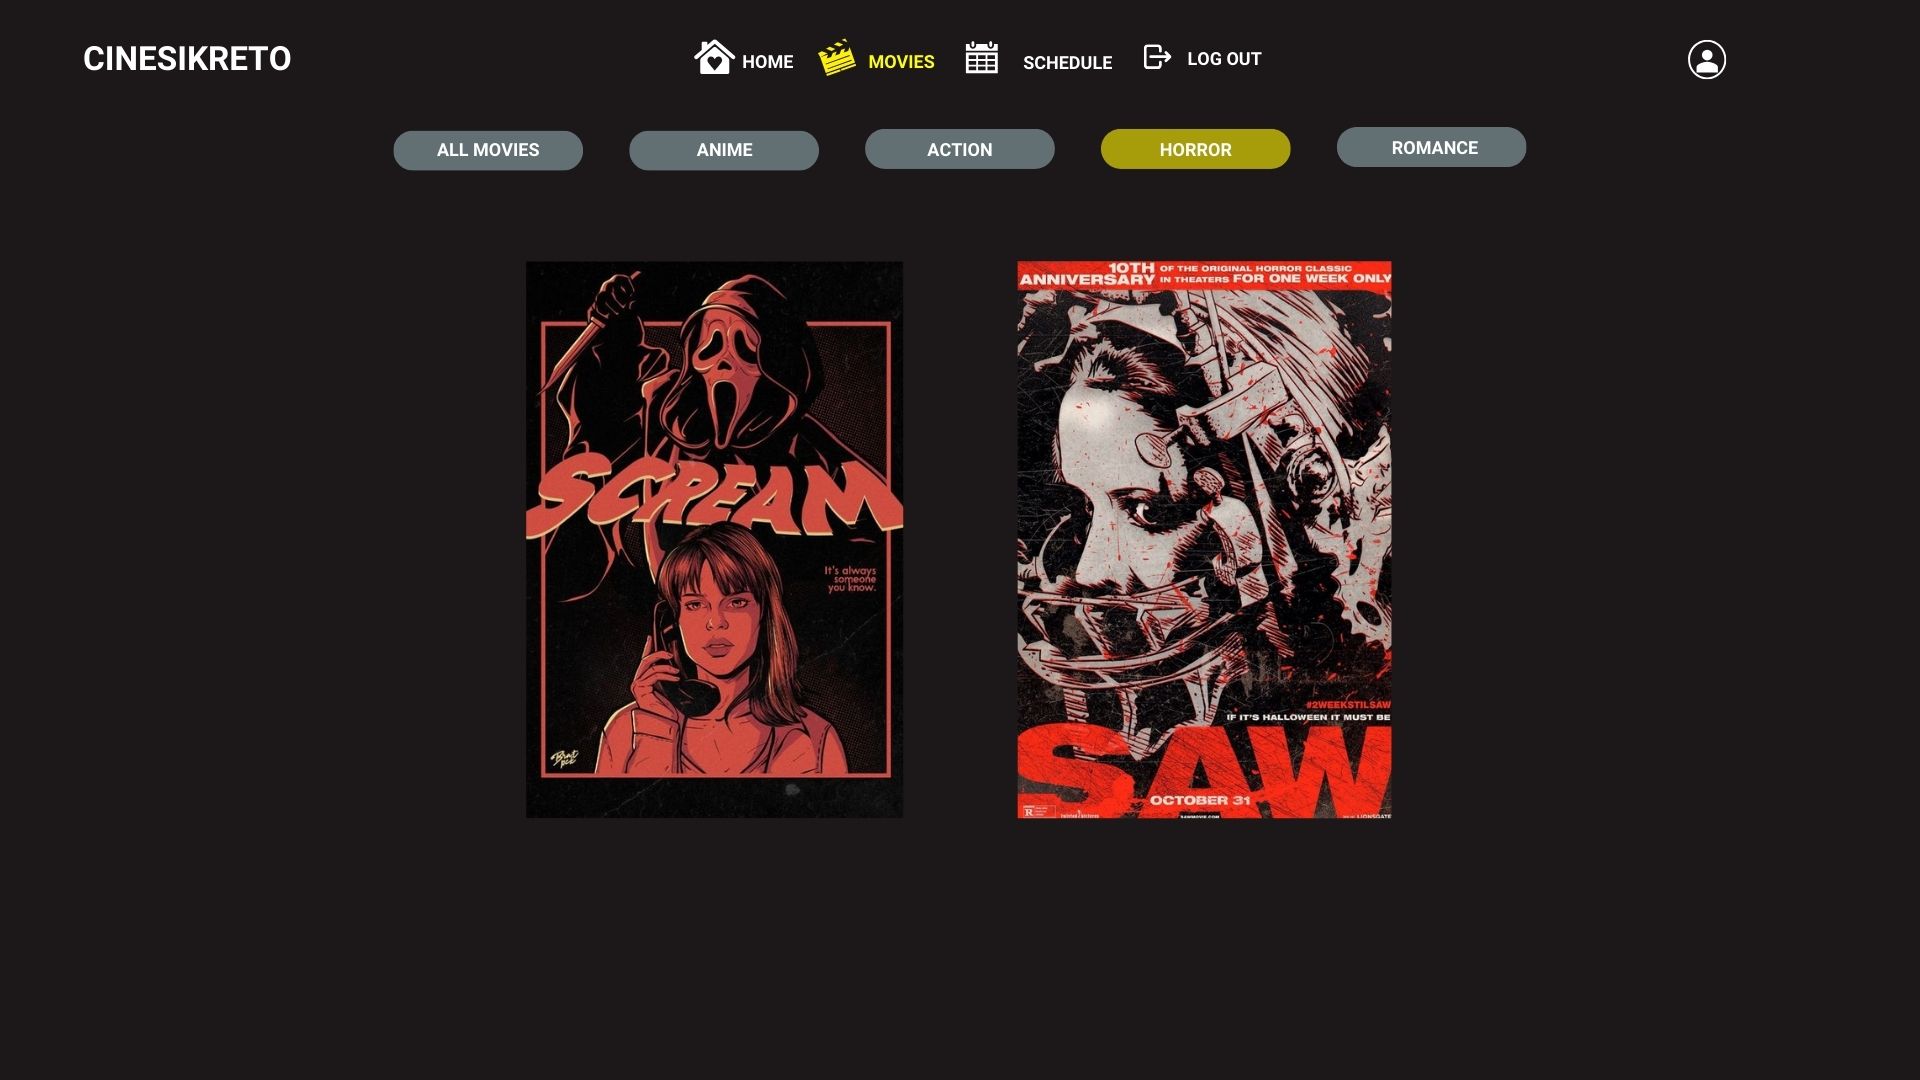 CINESIKRETO
HOME
MOVIES
SCHEDULE
LOG OUT
ALL MOVIES
ANIME
ACTION
HORROR
ROMANCE
SCREAM
It's always
someone
you know.
10TH
ANNIVERSARY
OF THE ORIGINAL HORROR CLASSIC
IN THEATERS FOR ONE WEEK ONLY
#2WEEKSTILSAW
IF IT'S HALLOWEEN IT MUST BE
SAW
OCTOBER 31
R
SAWMOVIE.COM
LIONSGATE